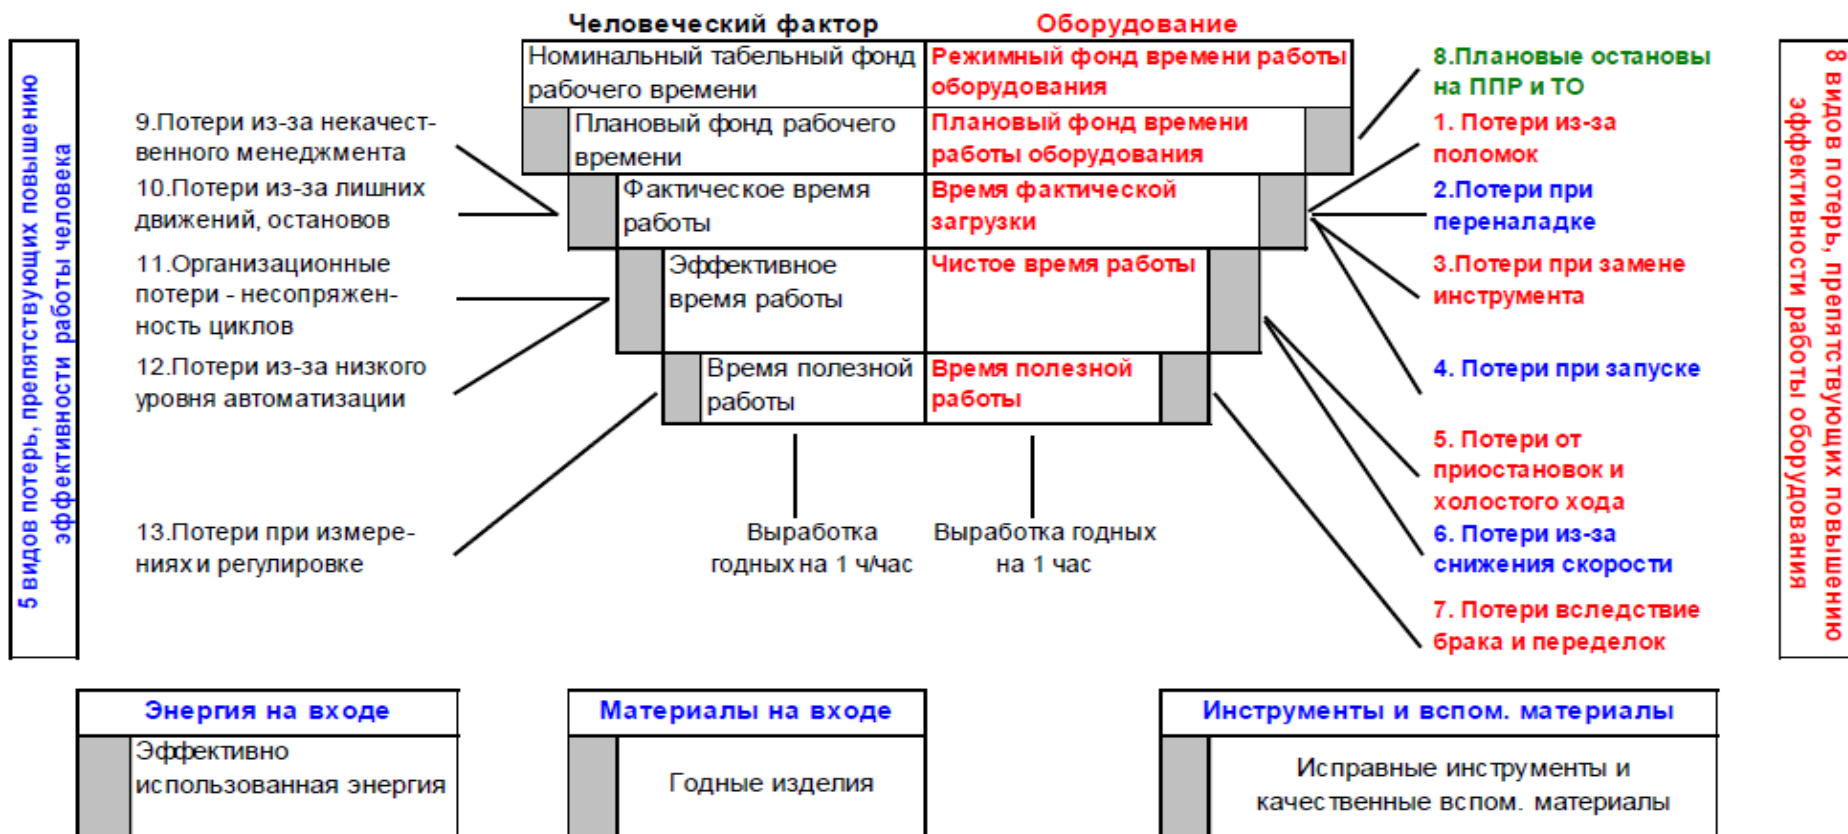 Человеческий фактор
Оборудование
5 видов потерь, препятствующих повышению
эффективности работы человека
9.Потери из-за некачест-
венного менеджмента
10.Потери из-за лишних
движений, остановов
11.Организационные
потери - несопряжен-
ность циклов
12.Потери из-за низкого
уровня автоматизации
13.Потери при измере-
ниях и регулировке
Номинальный табельный фонд
рабочего времени
Режимный фонд времени работы
оборудования
Плановый фонд рабочего
времени
Плановый фонд времени
работы оборудования
Фактическое время
работы
Время фактической
загрузки
Эффективное
время работы
Чистое время работы
Время полезной
работы
Время полезной
работы
Выработка
годных на 1 ч/час
Выработка годных
на 1 час
8.Плановые остановы
на ППР и ТО
1. Потери из-за
поломок
2.Потери при
переналадке
3.Потери при замене
инструмента
4. Потери при запуске
5. Потери от
приостановок и
холостого хода
6. Потери из-за
снижения скорости
7. Потери вследствие
брака и переделок
8 видов потерь, препятствующих повышению
эффективности работы оборудования
Энергия на входе
Эффективно
использованная энергия
Материалы на входе
Годные изделия
Инструменты и вспом. материалы
Исправные инструменты и
качественные вспом. материалы